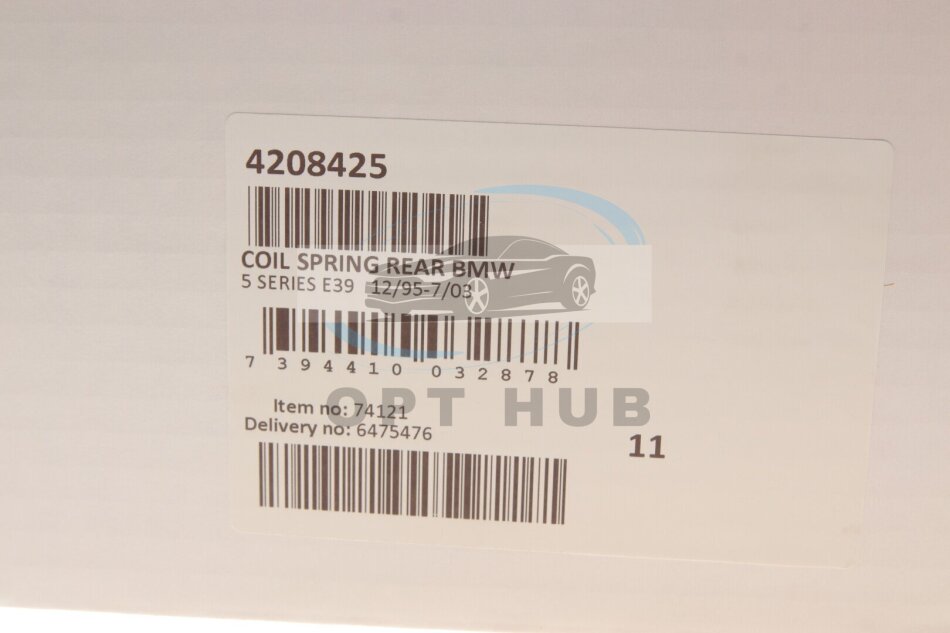 4208425
COIL SPRING REAR BMW
5 SERIES E39 12/95-7/03
7 394410 032878
OPT HUB
Item no: 74121
Delivery no: 6475476
11